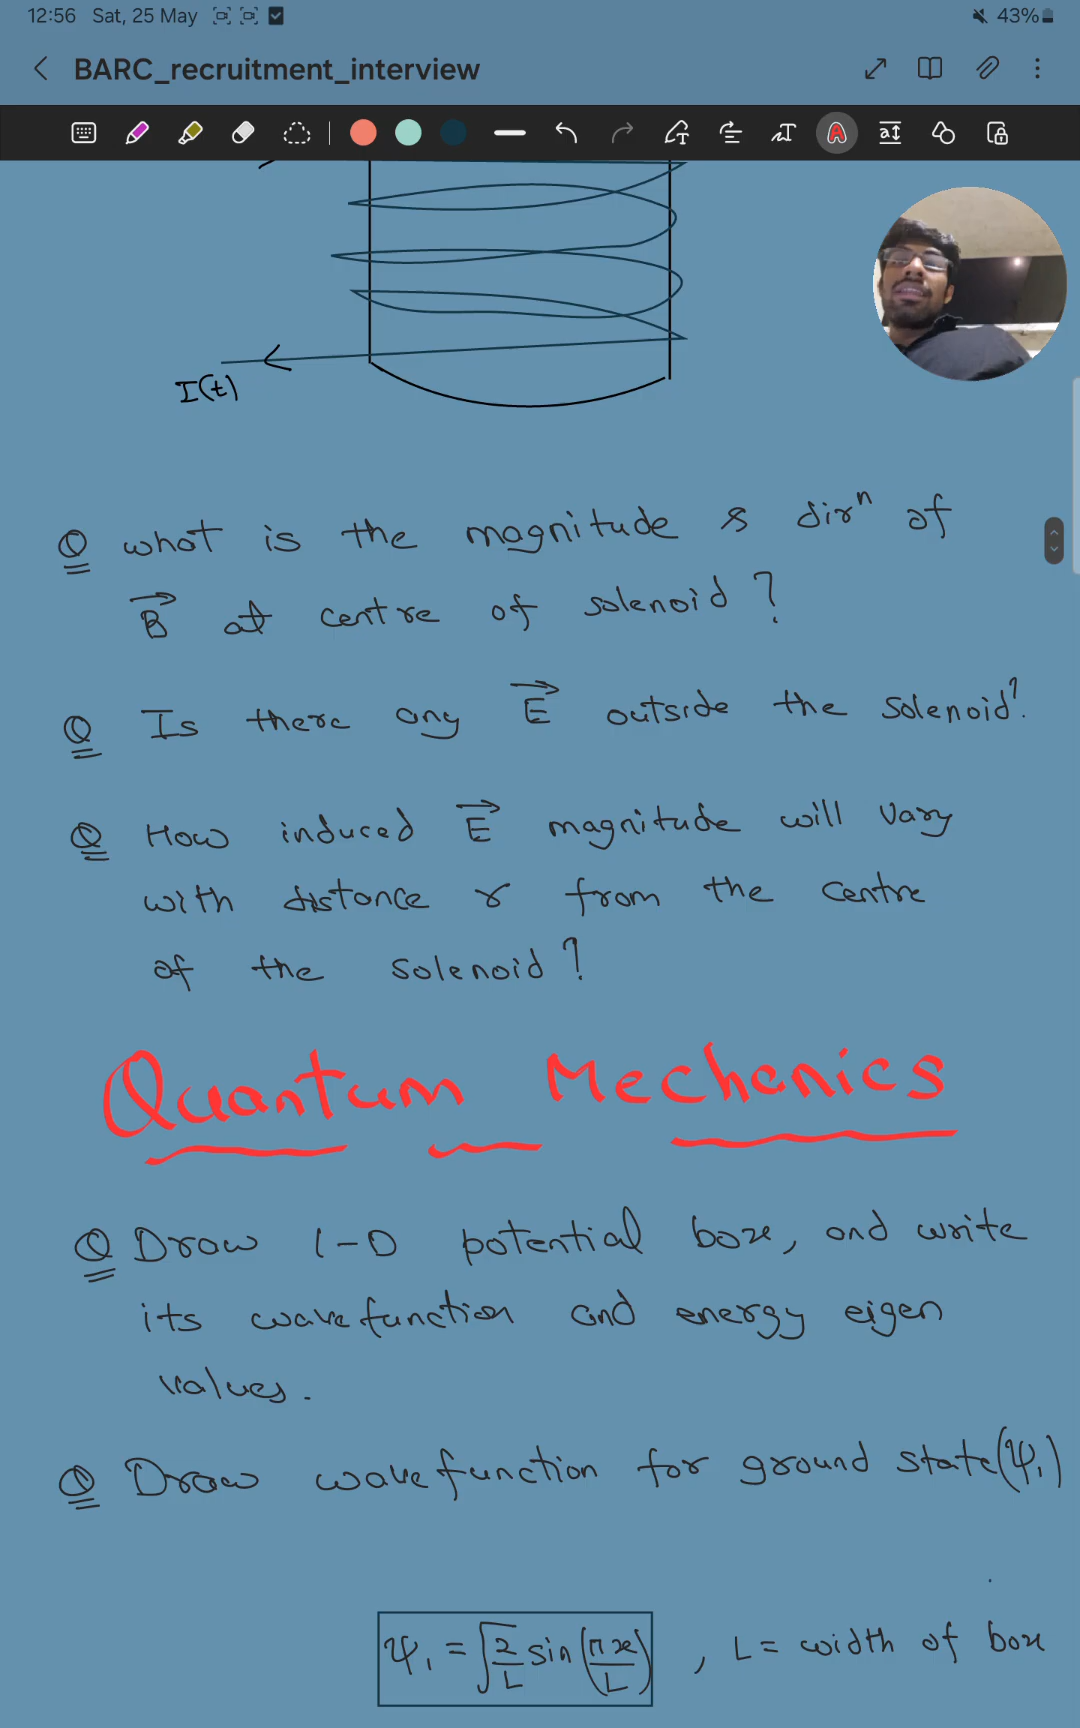 12:56 Sat, 25 May 43%
BARC_recruitment_interview
I(t)
Q what is the magnitude & dirⁿ of
B⃗ at centre of solenoid ?
Q Is there any E⃗ outside the solenoid?
Q How induced E⃗ magnitude will vary
with distance r from the centre
of the solenoid ?
Quantum Mechanics
Q Draw 1-D potential box, and write
its wavefunction and energy eigen
values.
Q Draw wavefunction for ground state(ψ₁)
ψ₁ = √(2/L) sin(πx/L) , L = width of box